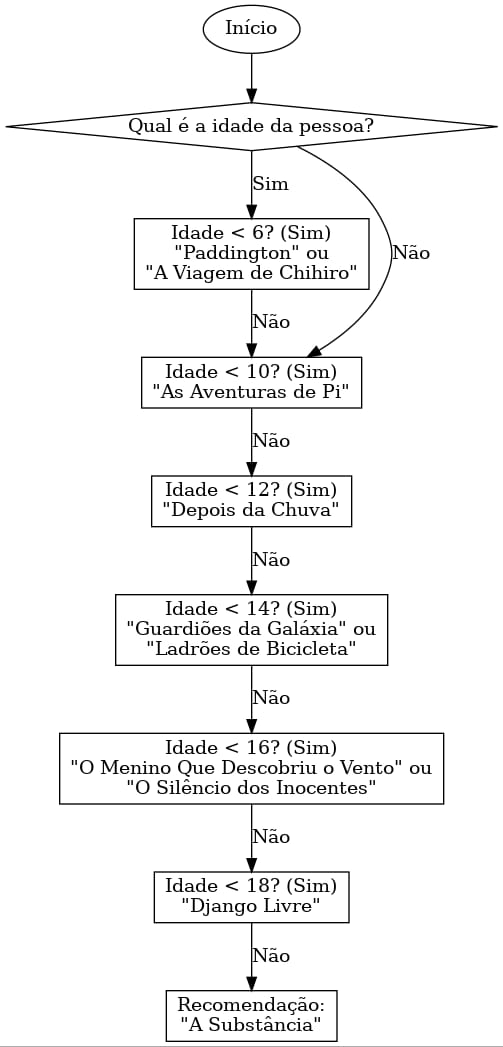 Início
Qual é a idade da pessoa?
Sim
Idade < 6? (Sim)
"Paddington" ou
"A Viagem de Chihiro"
Não
Não
Idade < 10? (Sim)
"As Aventuras de Pi"
Não
Idade < 12? (Sim)
"Depois da Chuva"
Não
Idade < 14? (Sim)
"Guardiões da Galáxia" ou
"Ladrões de Bicicleta"
Não
Idade < 16? (Sim)
"O Menino Que Descobriu o Vento" ou
"O Silêncio dos Inocentes"
Não
Idade < 18? (Sim)
"Django Livre"
Não
Recomendação:
"A Substância"